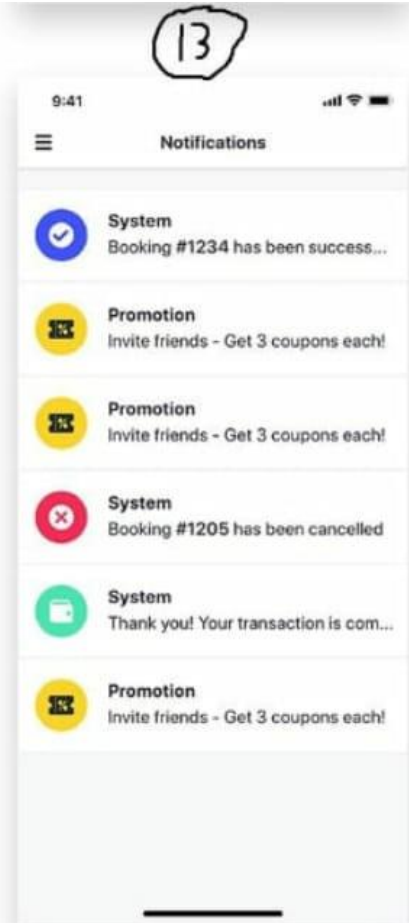 13
9:41
Notifications
System
Booking #1234 has been success...
Promotion
Invite friends - Get 3 coupons each!
Promotion
Invite friends - Get 3 coupons each!
System
Booking #1205 has been cancelled
System
Thank you! Your transaction is com...
Promotion
Invite friends - Get 3 coupons each!